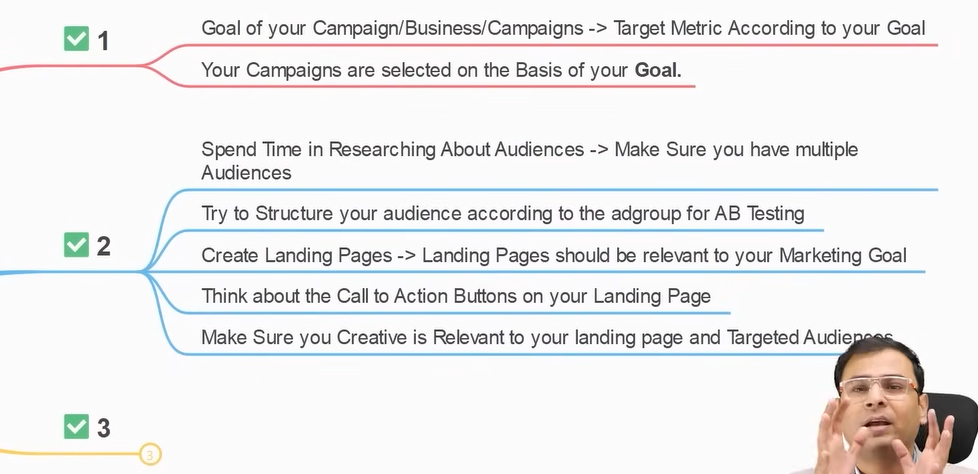 1
Goal of your Campaign/Business/Campaigns -> Target Metric According to your Goal
Your Campaigns are selected on the Basis of your Goal.
2
Spend Time in Researching About Audiences -> Make Sure you have multiple
Audiences
Try to Structure your audience according to the adgroup for AB Testing
Create Landing Pages -> Landing Pages should be relevant to your Marketing Goal
Think about the Call to Action Buttons on your Landing Page
Make Sure you Creative is Relevant to your landing page and Targeted Audiences
3
3